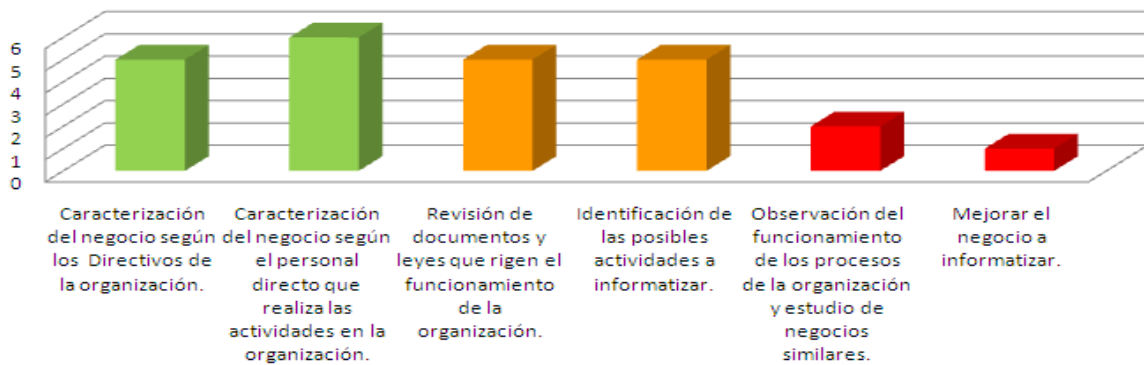 6
5
4
3
2
1
0
Caracterización
del negocio según
los Directivos de
la organización.
Caracterización
del negocio según
el personal
directo que
realiza las
actividades en la
organización.
Revisión de
documentos y
leyes que rigen el
funcionamiento
de la
organización.
Identificación de
las posibles
actividades a
informatizar.
Observación del
funcionamiento
de los procesos
de la organización
y estudio de
negocios
similares.
Mejorar el
negocio a
informatizar.